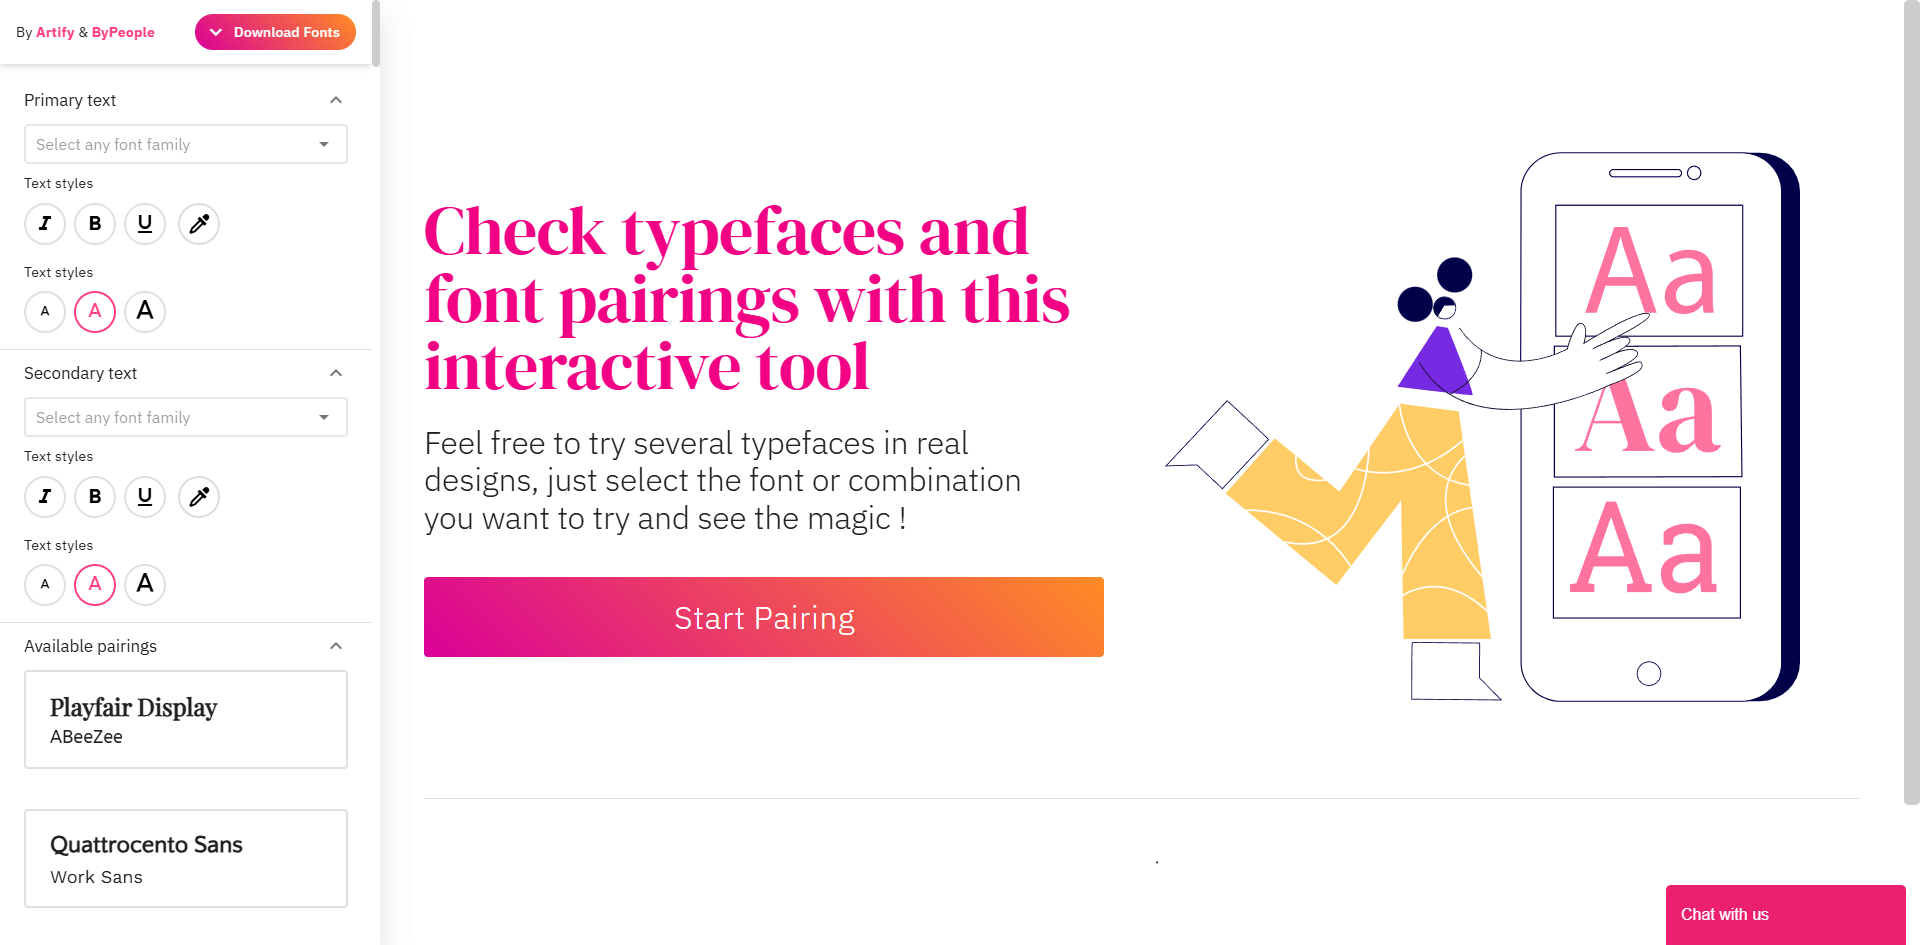 By Artify & ByPeople
Download Fonts
Primary text
Select any font family
Text styles
I B U
Text styles
A A A
Secondary text
Select any font family
Text styles
I B U
Text styles
A A A
Available pairings
Playfair Display
ABeeZee
Quattrocento Sans
Work Sans
Check typefaces and
font pairings with this
interactive tool
Feel free to try several typefaces in real
designs, just select the font or combination
you want to try and see the magic !
Start Pairing
Aa
Aa
Aa
.
Chat with us